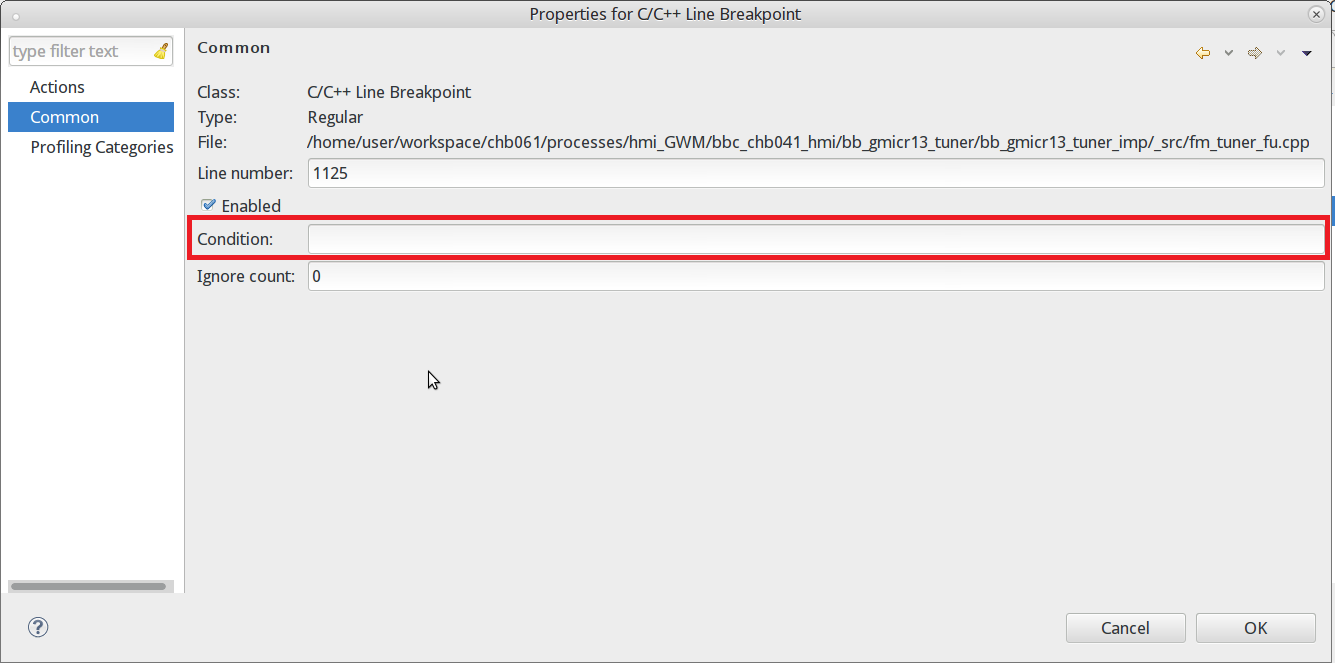 Properties for C/C++ Line Breakpoint
type filter text
Actions
Common
Profiling Categories
Common
Class: C/C++ Line Breakpoint
Type: Regular
File: /home/user/workspace/chb061/processes/hmi_GWM/bbc_chb041_hmi/bb_gmicr13_tuner/bb_gmicr13_tuner_imp/_src/fm_tuner_fu.cpp
Line number: 1125
Enabled
Condition:
Ignore count: 0
?
Cancel OK